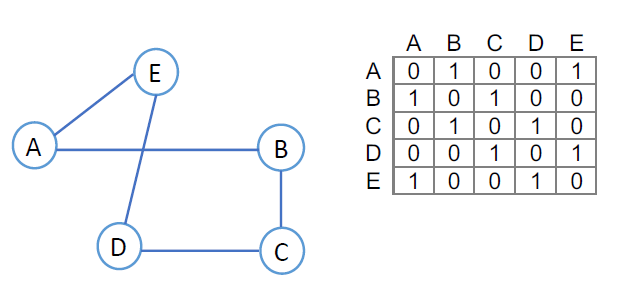 E
A
B
D
C
A B C D E
A 0 1 0 0 1
B 1 0 1 0 0
C 0 1 0 1 0
D 0 0 1 0 1
E 1 0 0 1 0